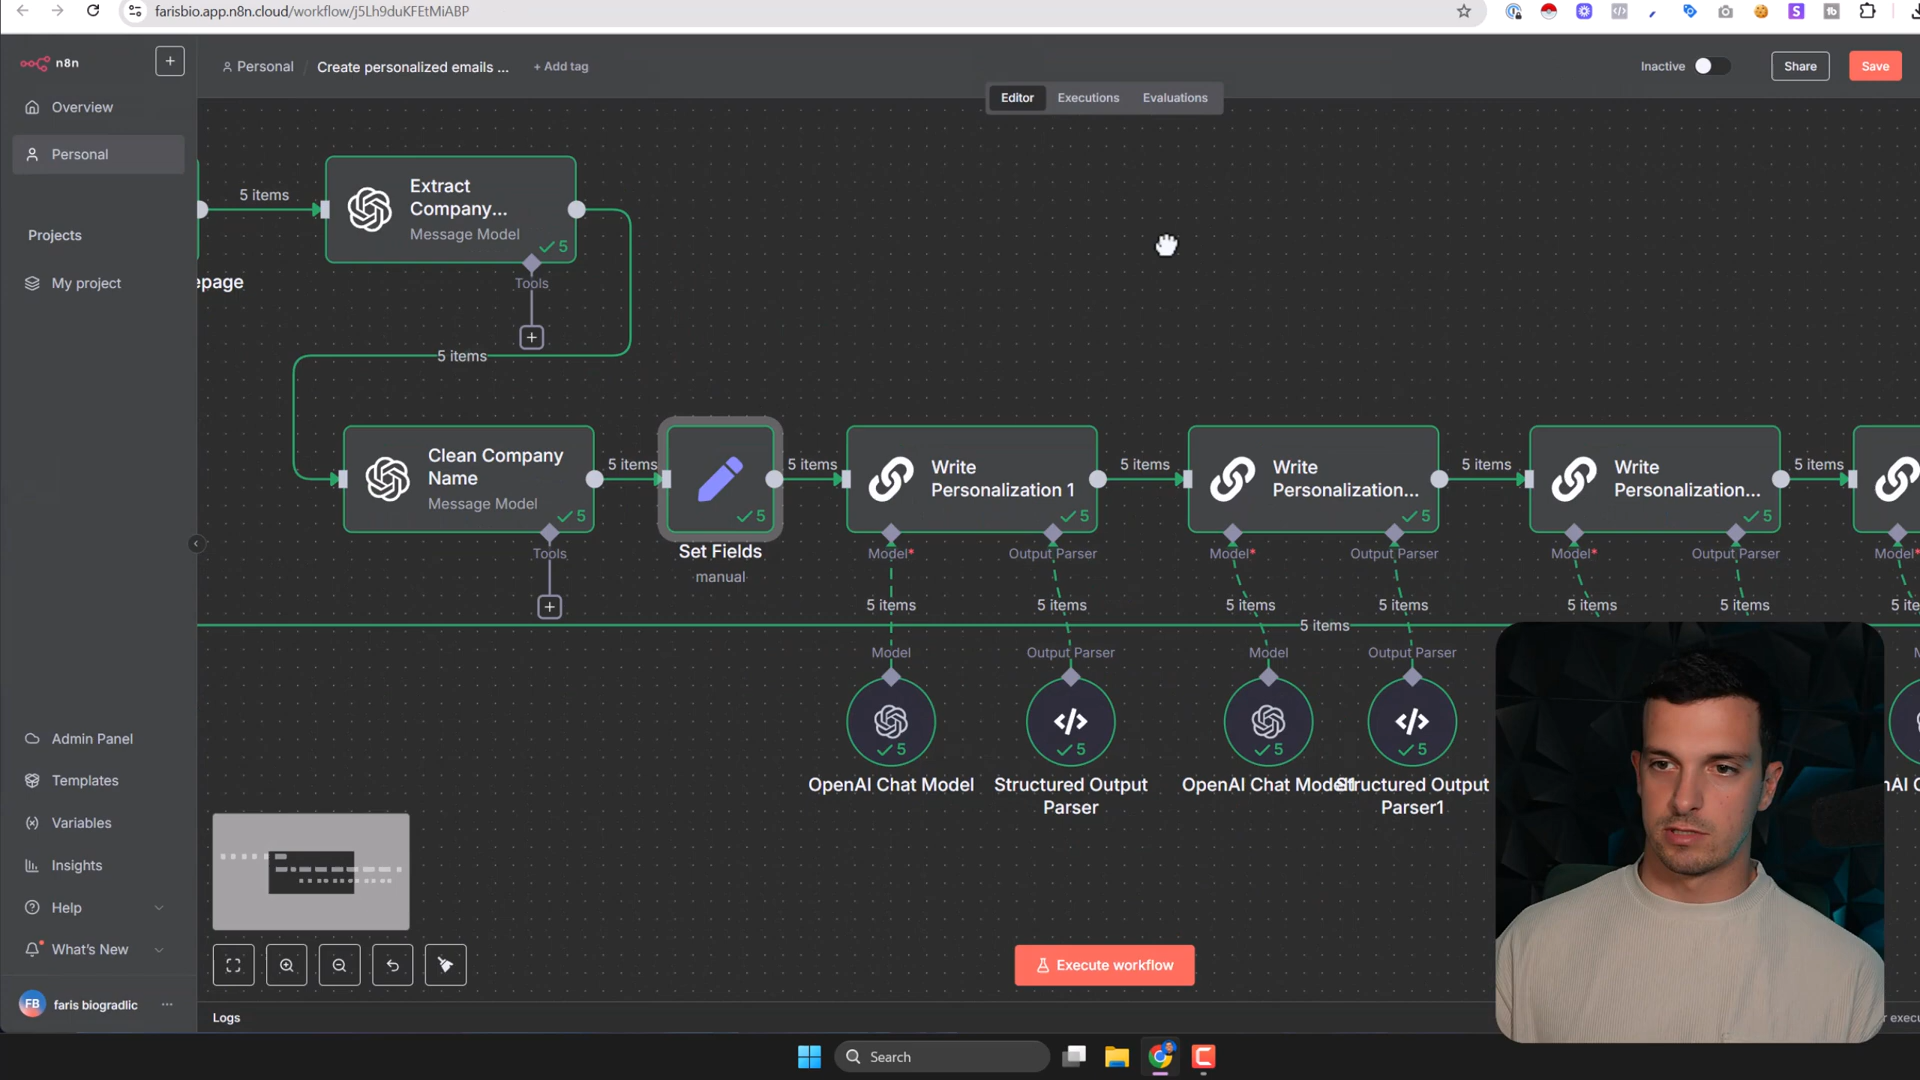 farisbio.app.n8n.cloud/workflow/j5Lh9duKFEtMiABP
n8n
Personal / Create personalized emails ... + Add tag
Inactive
Share
Save
Editor Executions Evaluations
Overview
Personal
Projects
My project
Admin Panel
Templates
Variables
Insights
Help
What's New
FB faris biogradlic
5 items
Extract
Company...
Message Model
5
Tools
epage
5 items
Clean Company
Name
Message Model
5
Tools
5 items
5
Set Fields
manual
5 items
Write
Personalization 1
5
Model*
Output Parser
5 items
Write
Personalization...
5
Model*
Output Parser
5 items
Write
Personalization...
5
Model*
Output Parser
5 items
Model*
5 items
5 items
5 items
5 items
5 items
5 items
5 ite
5 items
Model
Output Parser
Model
Output Parser
5
5
5
5
OpenAI Chat Model
Structured Output
Parser
OpenAI Chat Model1
Structured Output
Parser1
Execute workflow
Logs
Search